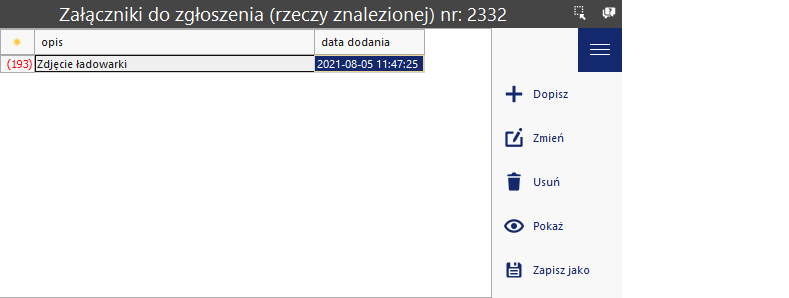 Załączniki do zgłoszenia (rzeczy znalezionej) nr: 2332
opis data dodania
(193) Zdjęcie ładowarki 2021-08-05 11:47:25
Dopisz
Zmień
Usuń
Pokaż
Zapisz jako